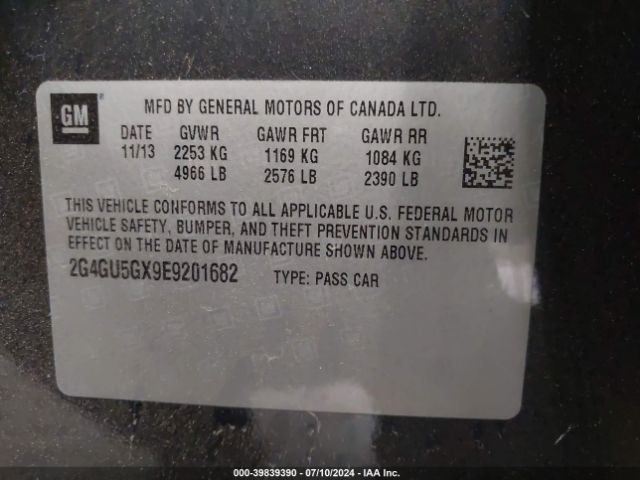 GM ®
MFD BY GENERAL MOTORS OF CANADA LTD.
DATE GVWR GAWR FRT GAWR RR
11/13 2253 KG 1169 KG 1084 KG
4966 LB 2576 LB 2390 LB
THIS VEHICLE CONFORMS TO ALL APPLICABLE U.S. FEDERAL MOTOR
VEHICLE SAFETY, BUMPER, AND THEFT PREVENTION STANDARDS IN
EFFECT ON THE DATE OF MANUFACTURE SHOWN ABOVE.
2G4GU5GX9E9201682 TYPE: PASS CAR
000-39839390 - 07/10/2024 - IAA Inc.